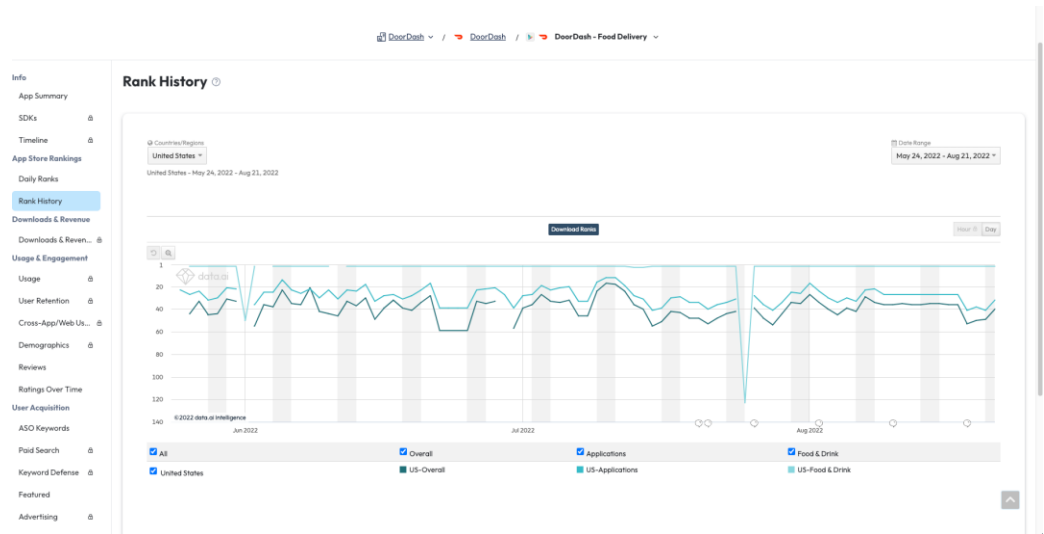 DoorDash / DoorDash / DoorDash - Food Delivery
Info
App Summary
SDKs
Timeline
App Store Rankings
Daily Ranks
Rank History
Downloads & Revenue
Downloads & Reven...
Usage & Engagement
Usage
User Retention
Cross-App/Web Us...
Demographics
Reviews
Ratings Over Time
User Acquisition
ASO Keywords
Paid Search
Keyword Defense
Featured
Advertising
Rank History
Countries/Regions
United States
United States - May 24, 2022 - Aug 21, 2022
Date Range
May 24, 2022 - Aug 21, 2022
Download Ranks
Hour
Day
data.ai
1
20
40
60
80
100
120
140
©2022 data.ai Intelligence
Jun 2022
Jul 2022
Aug 2022
All
Overall
Applications
Food & Drink
United States
US-Overall
US-Applications
US-Food & Drink